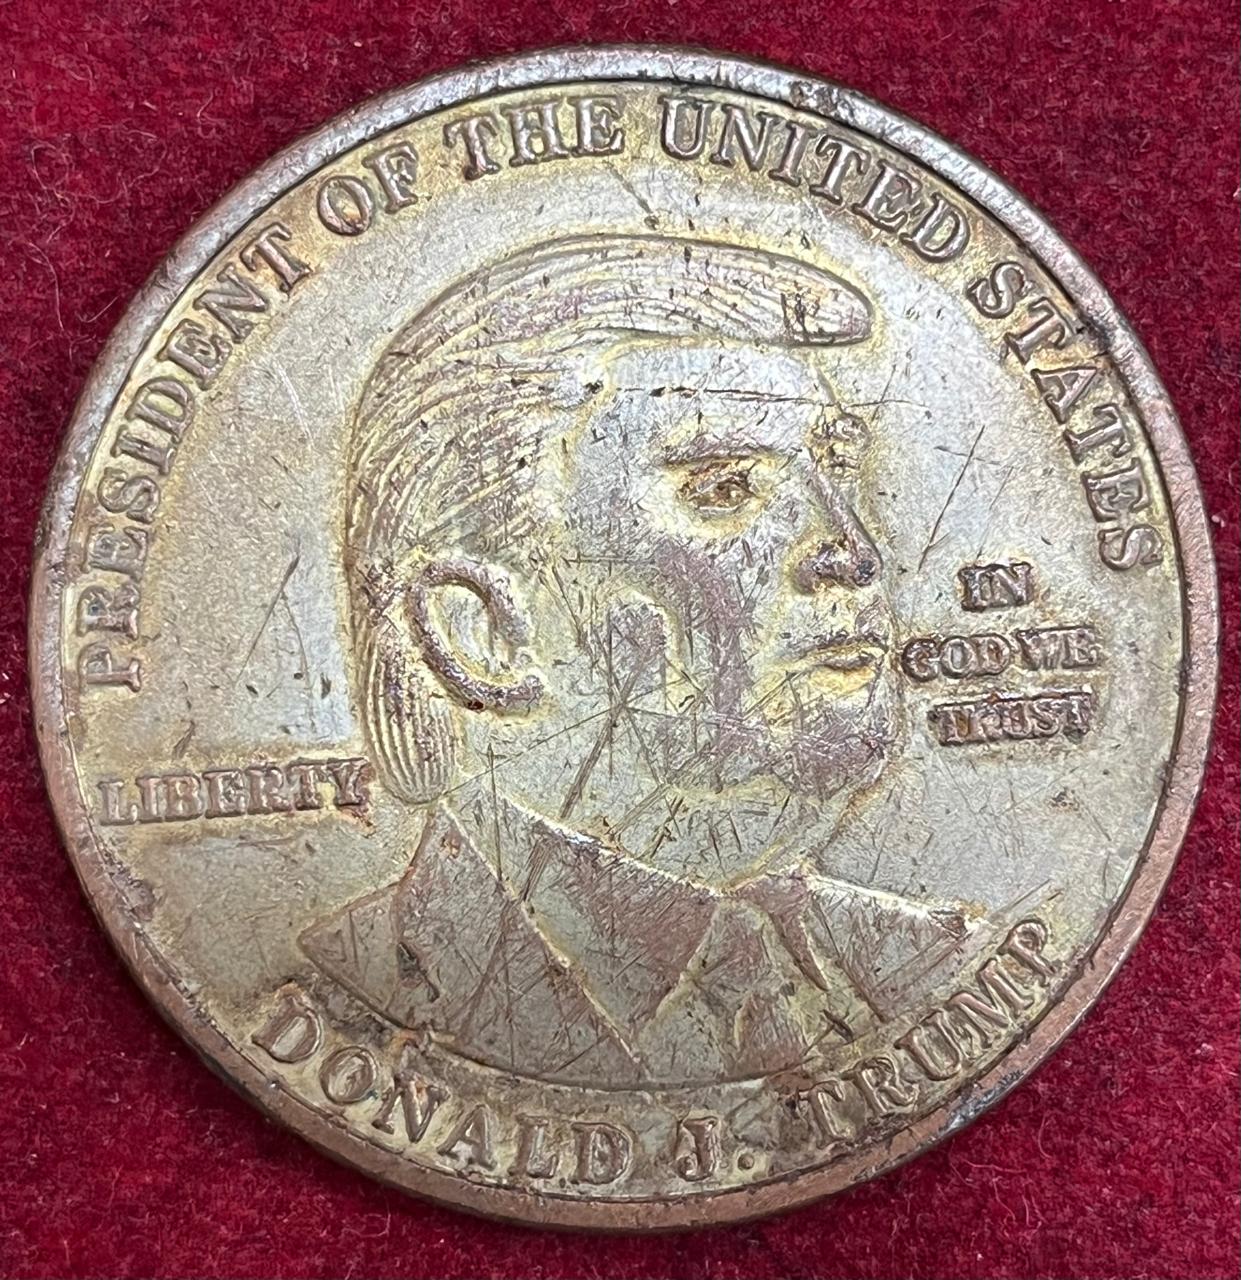 PRESIDENT OF THE UNITED STATES
IN
GOD WE
TRUST
LIBERTY
DONALD J. TRUMP